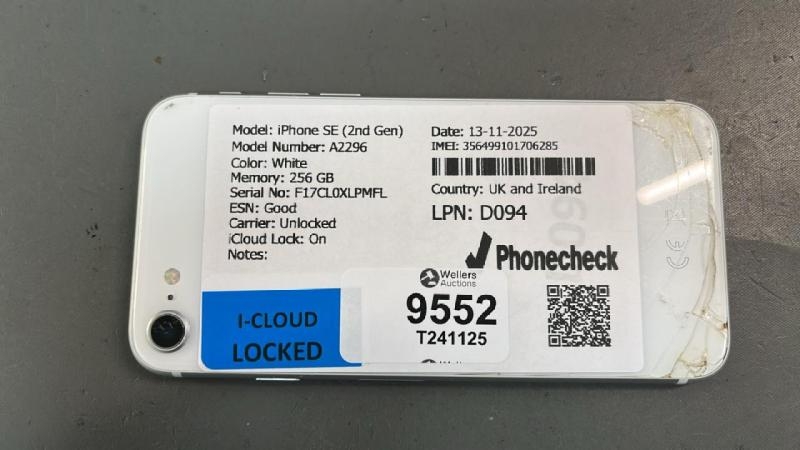 Model: iPhone SE (2nd Gen)
Model Number: A2296
Color: White
Memory: 256 GB
Serial No: F17CL0XLPMFL
ESN: Good
Carrier: Unlocked
iCloud Lock: On
Notes:
Date: 13-11-2025
IMEI: 356499101706285
Country: UK and Ireland
LPN: D094
Phonecheck
I-CLOUD
LOCKED
Wellers
Auctions
9552
T241125
CE